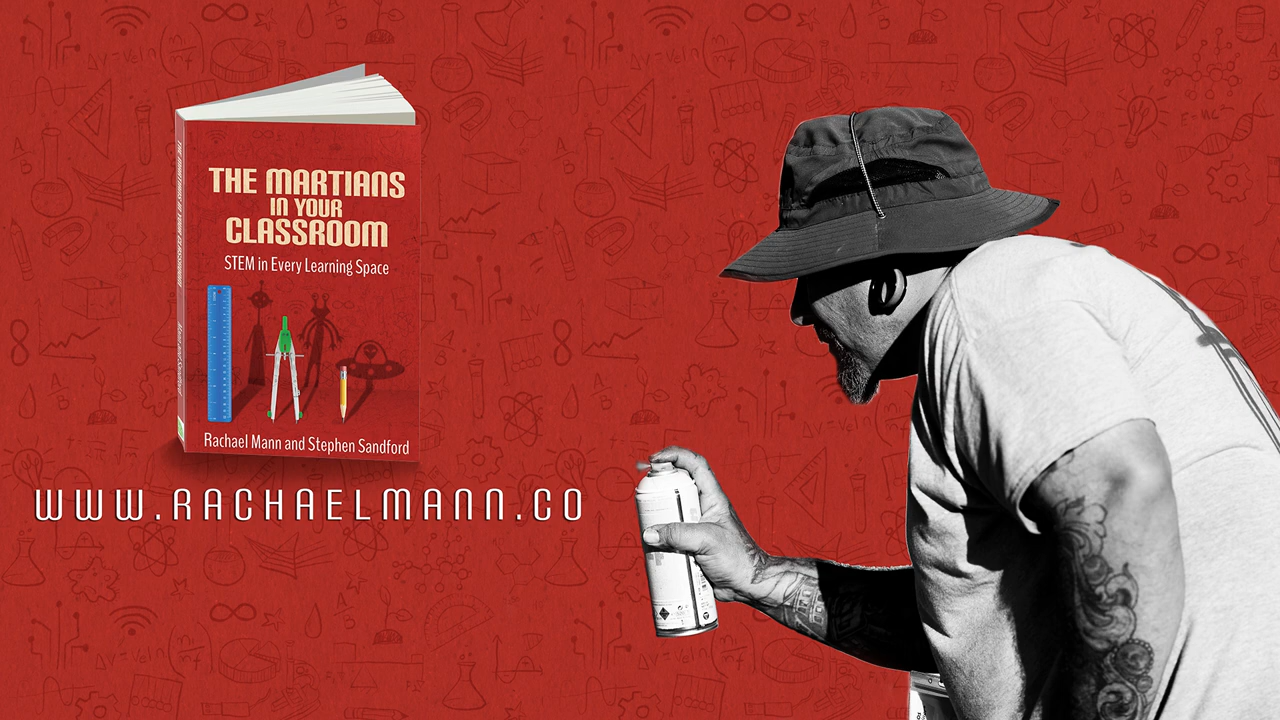 THE MARTIANS
IN YOUR
CLASSROOM
STEM in Every Learning Space
Rachael Mann and Stephen Sandford
WWW.RACHAELMANN.CO